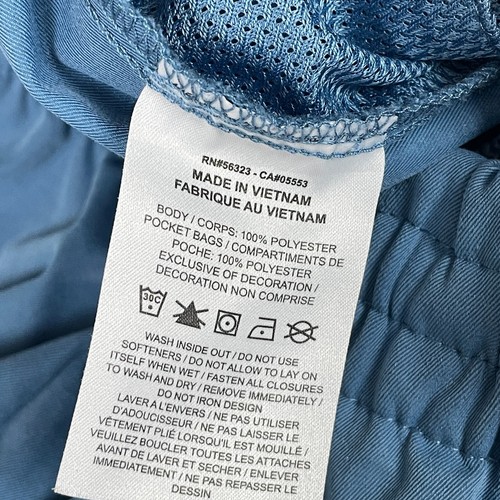 RN#56323 - CA#05553
MADE IN VIETNAM
FABRIQUE AU VIETNAM
BODY / CORPS: 100% POLYESTER
POCKET BAGS / COMPARTIMENTS DE
POCHE: 100% POLYESTER
EXCLUSIVE OF DECORATION /
DECORATION NON COMPRISE
30C
WASH INSIDE OUT / DO NOT USE
SOFTENERS / DO NOT ALLOW TO LAY ON
ITSELF WHEN WET / FASTEN ALL CLOSURES
TO WASH AND DRY / REMOVE IMMEDIATELY /
DO NOT IRON DESIGN
LAVER À L'ENVERS / NE PAS UTILISER
D'ADOUCISSEUR / NE PAS LAISSER LE
VÊTEMENT PLIÉ LORSQU'IL EST MOUILLÉ /
VEUILLEZ BOUCLER TOUTES LES ATTACHES
AVANT DE LAVER ET SÉCHER / ENLEVER
IMMÉDIATEMENT / NE PAS REPASSER LE
DESSIN